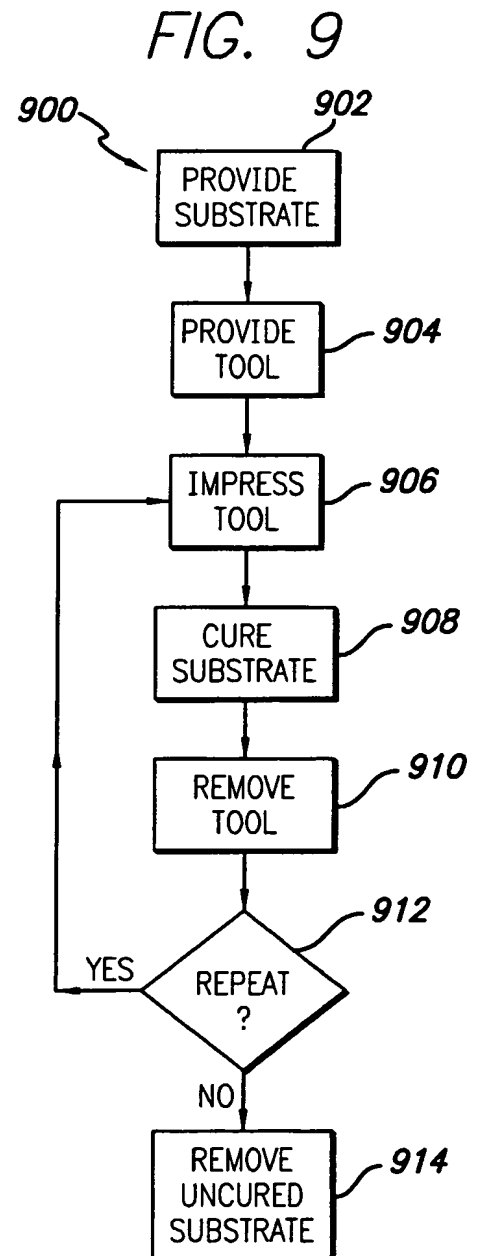 FIG. 9
900
902
PROVIDE
SUBSTRATE
PROVIDE
TOOL
904
IMPRESS
TOOL
906
CURE
SUBSTRATE
908
REMOVE
TOOL
910
912
REPEAT
?
YES
NO
REMOVE
UNCURED
SUBSTRATE
914